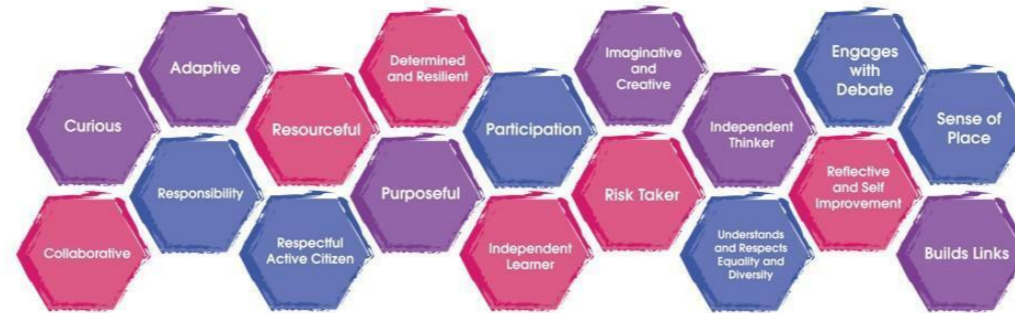 Curious
Adaptive
Collaborative
Responsibility
Resourceful
Respectful
Active Citizen
Determined
and Resilient
Purposeful
Participation
Independent
Learner
Imaginative
and
Creative
Risk Taker
Independent
Thinker
Understands
and Respects
Equality and
Diversity
Engages
with
Debate
Reflective
and Self
Improvement
Sense of
Place
Builds Links